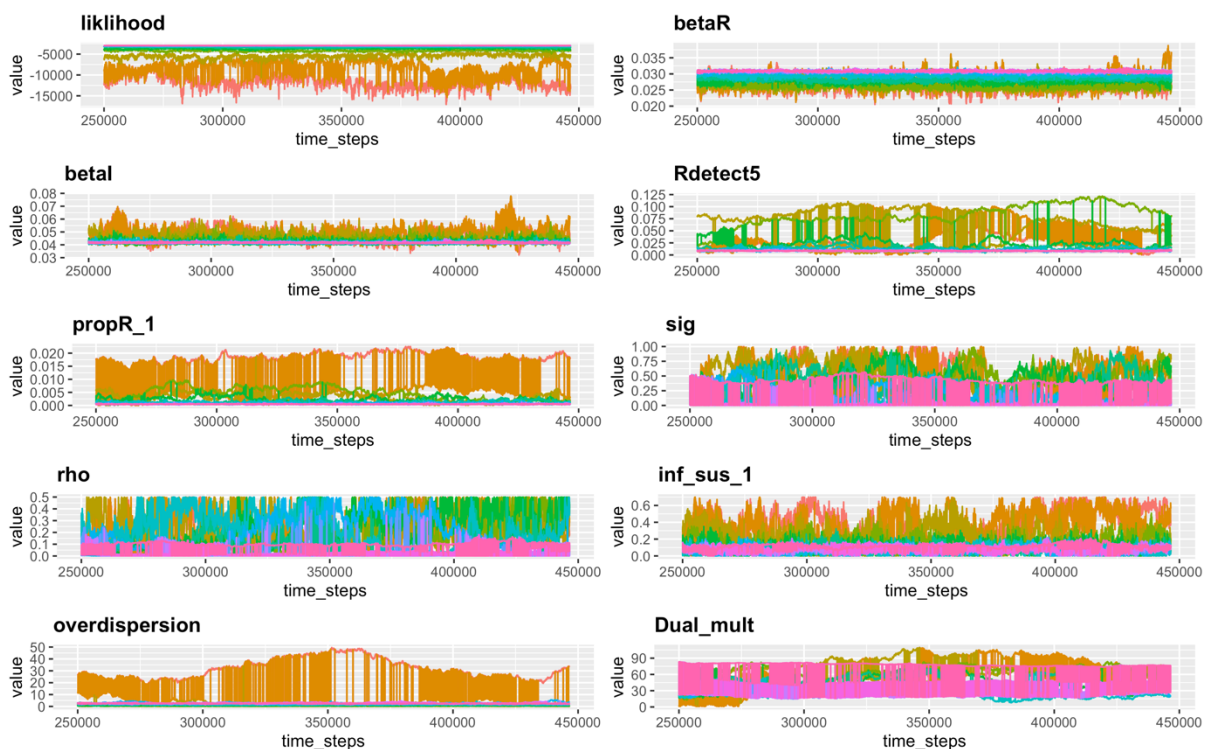 liklihood
value
-5000
-10000
-15000
250000 300000 350000 400000 450000
time_steps
betaR
value
0.035
0.030
0.025
0.020
250000 300000 350000 400000 450000
time_steps
betaI
value
0.08
0.07
0.06
0.05
0.04
0.03
250000 300000 350000 400000 450000
time_steps
Rdetect5
value
0.125
0.100
0.075
0.050
0.025
0.000
250000 300000 350000 400000 450000
time_steps
propR_1
value
0.020
0.015
0.010
0.005
0.000
250000 300000 350000 400000 450000
time_steps
sig
value
1.00
0.75
0.50
0.25
0.00
250000 300000 350000 400000 450000
time_steps
rho
value
0.5
0.4
0.3
0.2
0.1
0.0
250000 300000 350000 400000 450000
time_steps
inf_sus_1
value
0.6
0.4
0.2
0.0
250000 300000 350000 400000 450000
time_steps
overdispersion
value
50
40
30
20
10
0
250000 300000 350000 400000 450000
time_steps
Dual_mult
value
90
60
30
0
250000 300000 350000 400000 450000
time_steps